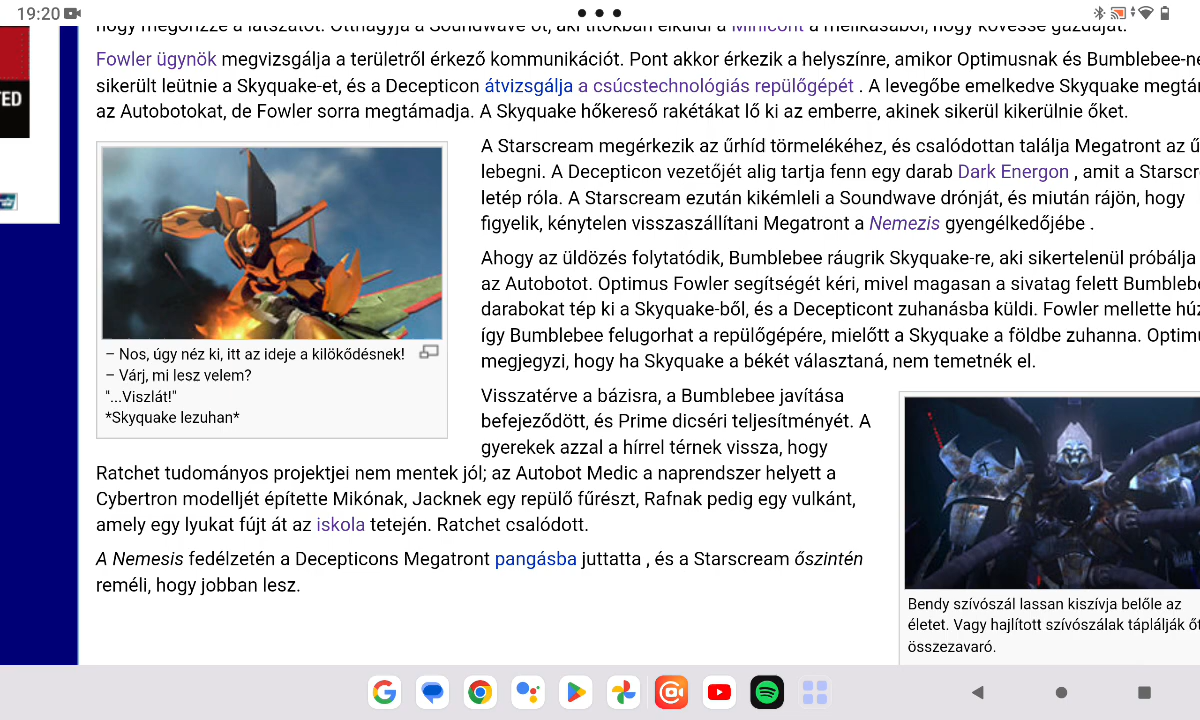 19:20
hogy megőrizze a látszatot. Otthagyja a Soundwave őt, aki titokban elküldi a Minicont a mellkasából, hogy kövesse gazdáját.
TED
Fowler ügynök megvizsgálja a területről érkező kommunikációt. Pont akkor érkezik a helyszínre, amikor Optimusnak és Bumblebee-ne
sikerült leütnie a Skyquake-et, és a Decepticon átvizsgálja a csúcstechnológiás repülőgépét . A levegőbe emelkedve Skyquake megtá
az Autobotokat, de Fowler sorra megtámadja. A Skyquake hőkereső rakétákat lő ki az emberre, akinek sikerül kikerülnie őket.
A Starscream megérkezik az űrhíd törmelékéhez, és csalódottan találja Megatront az ű
lebegni. A Decepticon vezetőjét alig tartja fenn egy darab Dark Energon , amit a Starscre
letép róla. A Starscream ezután kikémleli a Soundwave drónját, és miután rájön, hogy
figyelik, kénytelen visszaszállítani Megatront a Nemezis gyengélkedőjébe .
Ahogy az üldözés folytatódik, Bumblebee ráugrik Skyquake-re, aki sikertelenül próbálja
az Autobotot. Optimus Fowler segítségét kéri, mivel magasan a sivatag felett Bumblebe
darabokat tép ki a Skyquake-ből, és a Decepticont zuhanásba küldi. Fowler mellette húz
így Bumblebee felugorhat a repülőgépére, mielőtt a Skyquake a földbe zuhanna. Optimu
megjegyzi, hogy ha Skyquake a békét választaná, nem temetnék el.
– Nos, úgy néz ki, itt az ideje a kilökődésnek!
– Várj, mi lesz velem?
"...Viszlát!"
*Skyquake lezuhan*
Visszatérve a bázisra, a Bumblebee javítása
befejeződött, és Prime dicséri teljesítményét. A
gyerekek azzal a hírrel térnek vissza, hogy
Ratchet tudományos projektjei nem mentek jól; az Autobot Medic a naprendszer helyett a
Cybertron modelljét építette Mikónak, Jacknek egy repülő fűrészt, Rafnak pedig egy vulkánt,
amely egy lyukat fújt át az iskola tetején. Ratchet csalódott.
A Nemesis fedélzetén a Decepticons Megatront pangásba juttatta , és a Starscream őszintén
reméli, hogy jobban lesz.
Bendy szívószál lassan kiszívja belőle az
életet. Vagy hajlított szívószálak táplálják őt
összezavaró.